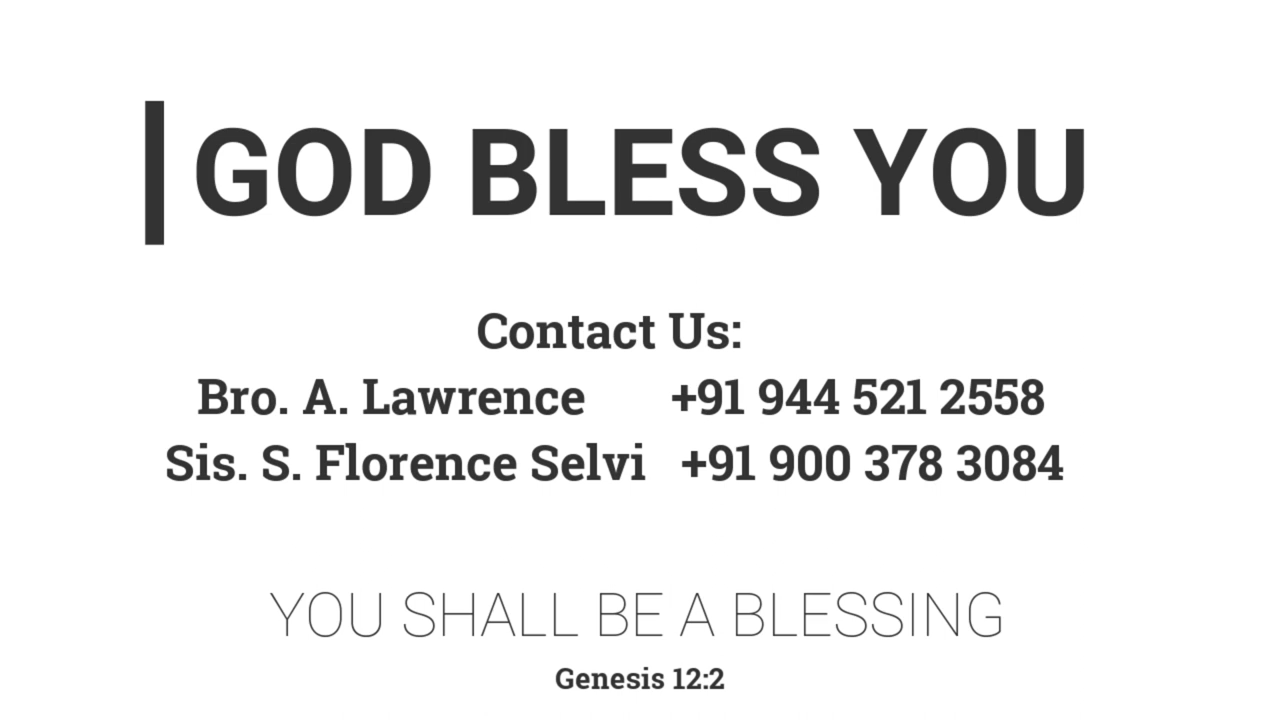 GOD BLESS YOU
Contact Us:
Bro. A. Lawrence +91 944 521 2558
Sis. S. Florence Selvi +91 900 378 3084
YOU SHALL BE A BLESSING
Genesis 12:2